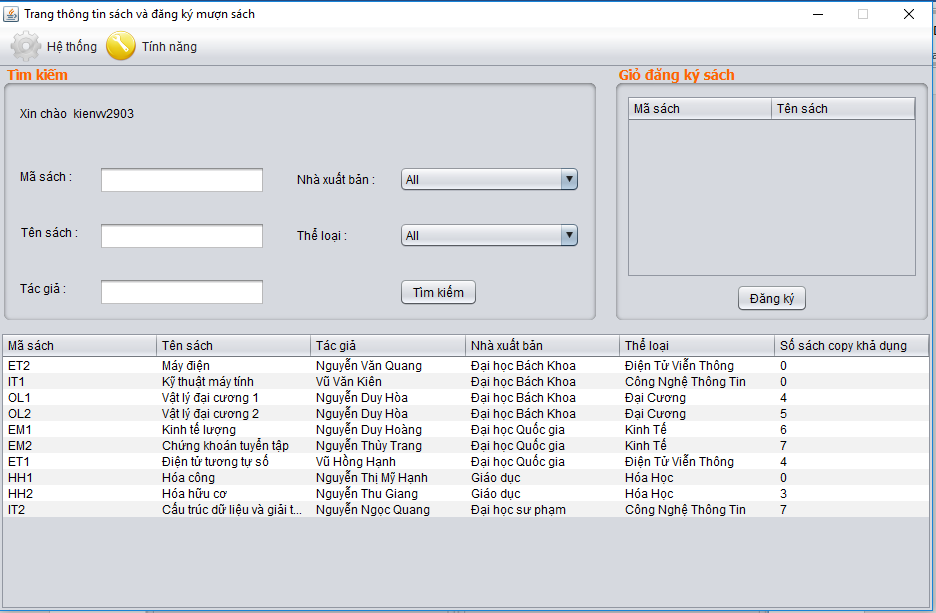 Trang thông tin sách và đăng ký mượn sách
Hệ thống Tính năng
Tìm kiếm
Xin chào kienvv2903
Mã sách :
Nhà xuất bản : All
Tên sách :
Thể loại : All
Tác giả :
Tìm kiếm
Giỏ đăng ký sách
Mã sách Tên sách
Đăng ký
Mã sách Tên sách Tác giả Nhà xuất bản Thể loại Số sách copy khả dụng
ET2 Máy điện Nguyễn Văn Quang Đại học Bách Khoa Điện Tử Viễn Thông 0
IT1 Kỹ thuật máy tính Vũ Văn Kiên Đại học Bách Khoa Công Nghệ Thông Tin 0
OL1 Vật lý đại cương 1 Nguyễn Duy Hòa Đại học Bách Khoa Đại Cương 4
OL2 Vật lý đại cương 2 Nguyễn Duy Hòa Đại học Bách Khoa Đại Cương 5
EM1 Kinh tế lượng Nguyễn Duy Hoàng Đại học Quốc gia Kinh Tế 6
EM2 Chứng khoán tuyển tập Nguyễn Thùy Trang Đại học Quốc gia Kinh Tế 7
ET1 Điện tử tương tự số Vũ Hồng Hạnh Đại học Quốc gia Điện Tử Viễn Thông 4
HH1 Hóa công Nguyễn Thị Mỹ Hạnh Giáo dục Hóa Học 0
HH2 Hóa hữu cơ Nguyễn Thu Giang Giáo dục Hóa Học 3
IT2 Cấu trúc dữ liệu và giải t... Nguyễn Ngọc Quang Đại học sư phạm Công Nghệ Thông Tin 7